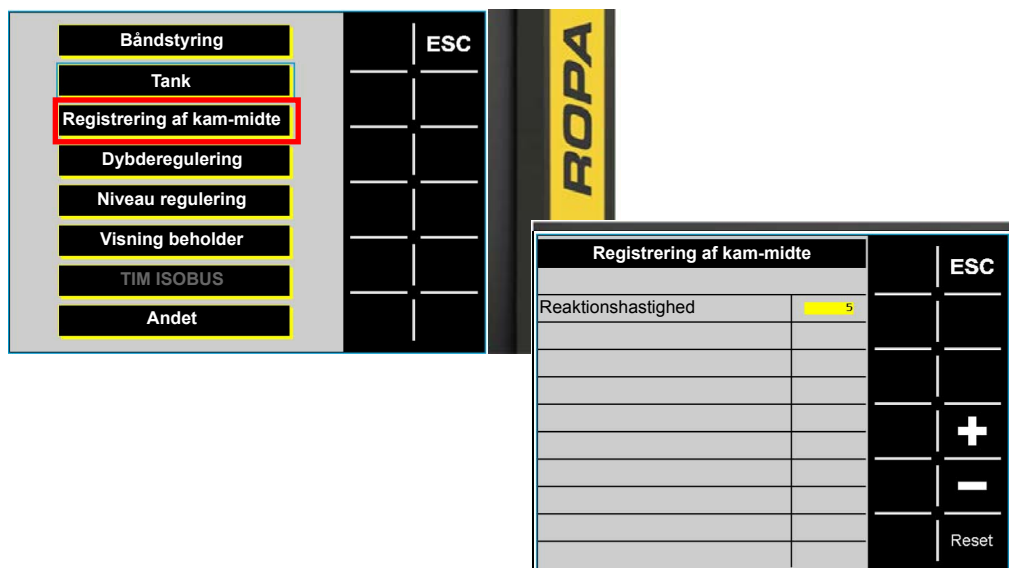 Båndstyring
ESC
Tank
Registrering af kam-midte
Dybderegulering
Niveau regulering
Visning beholder
TIM ISOBUS
Andet
ROPA
Registrering af kam-midte
ESC
Reaktionshastighed 5
Reset